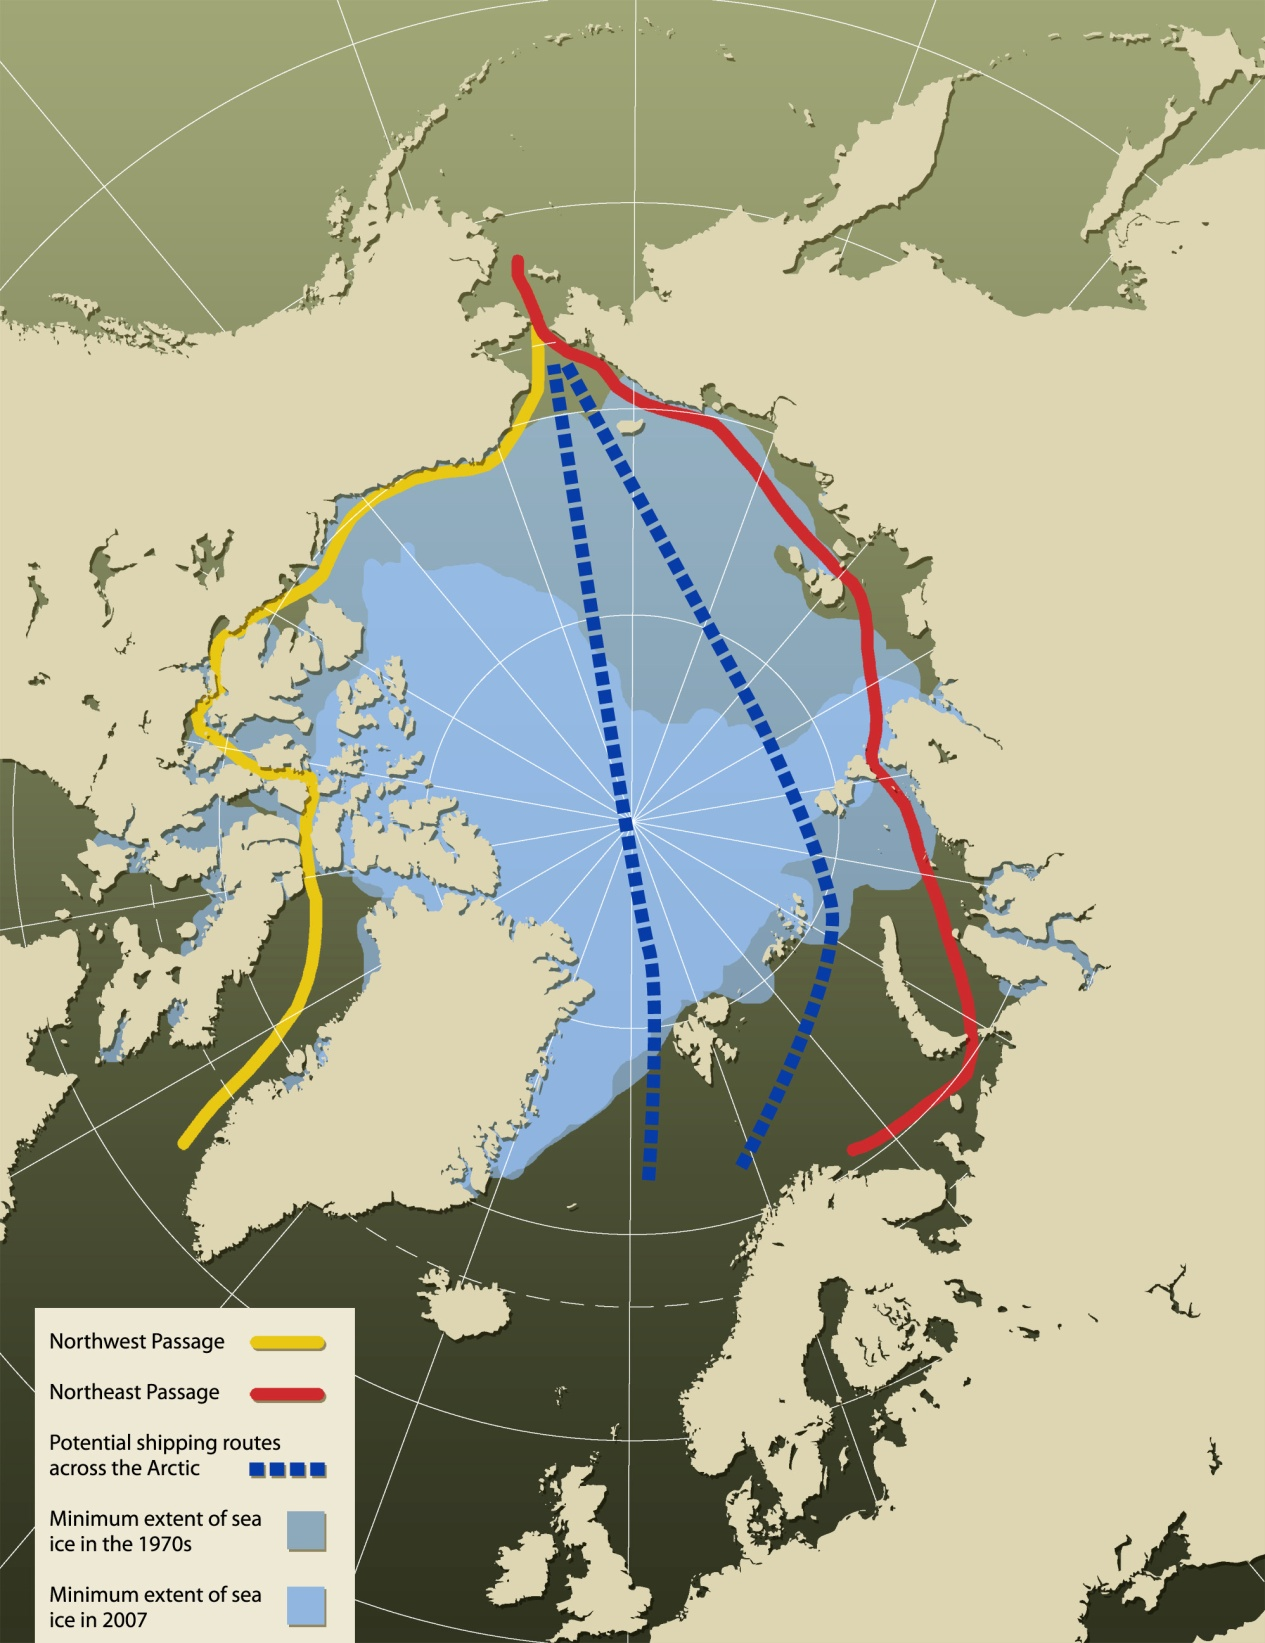 Northwest Passage
Northeast Passage
Potential shipping routes
across the Arctic
Minimum extent of sea
ice in the 1970s
Minimum extent of sea
ice in 2007